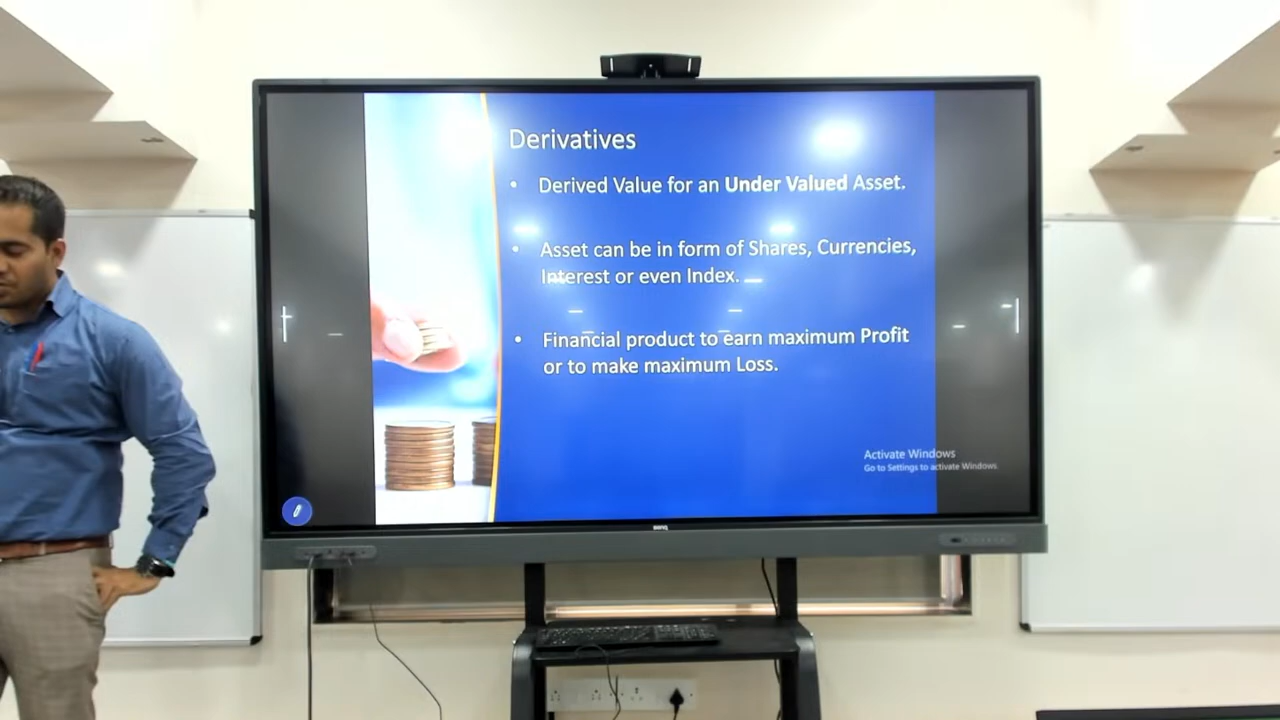 Derivatives
• Derived Value for an Under Valued Asset.
• Asset can be in form of Shares, Currencies,
Interest or even Index.
• Financial product to earn maximum Profit
or to make maximum Loss.
Activate Windows
Go to Settings to activate Windows.
BenQ